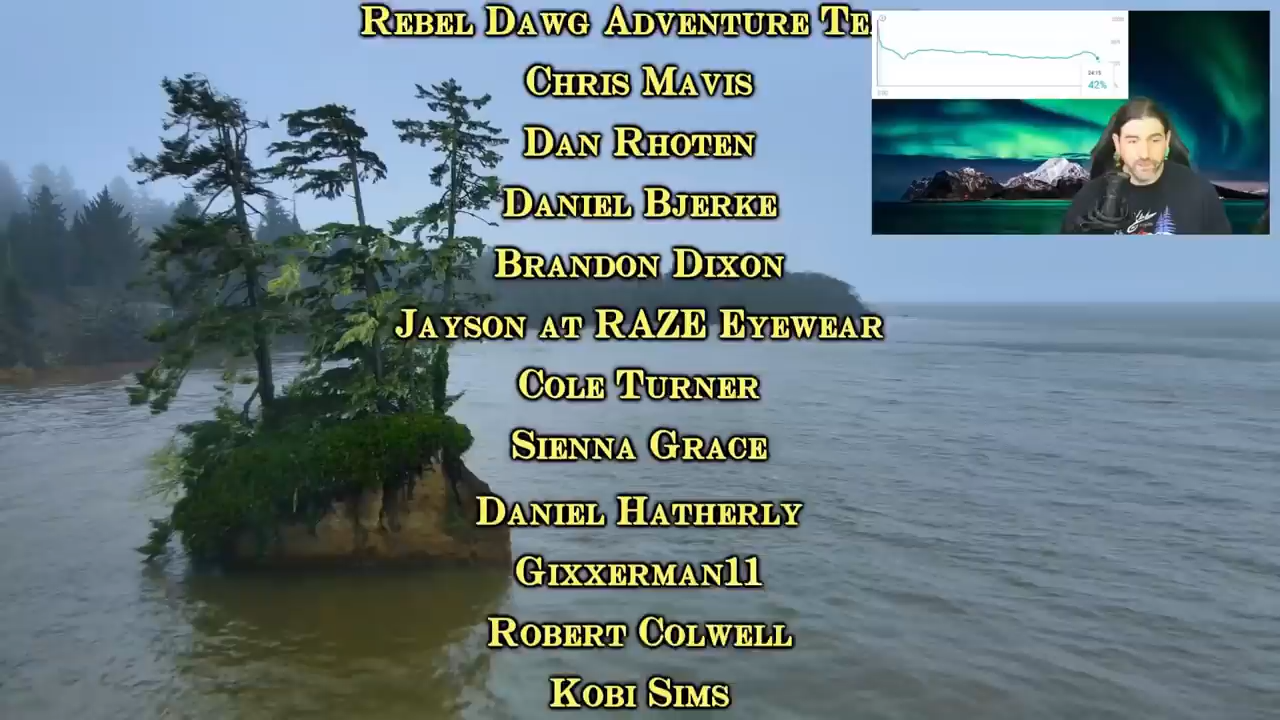 Rebel Dawg Adventure Te
Chris Mavis
Dan Rhoten
Daniel Bjerke
Brandon Dixon
Jayson at RAZE Eyewear
Cole Turner
Sienna Grace
Daniel Hatherly
Gixxerman11
Robert Colwell
Kobi Sims
42%